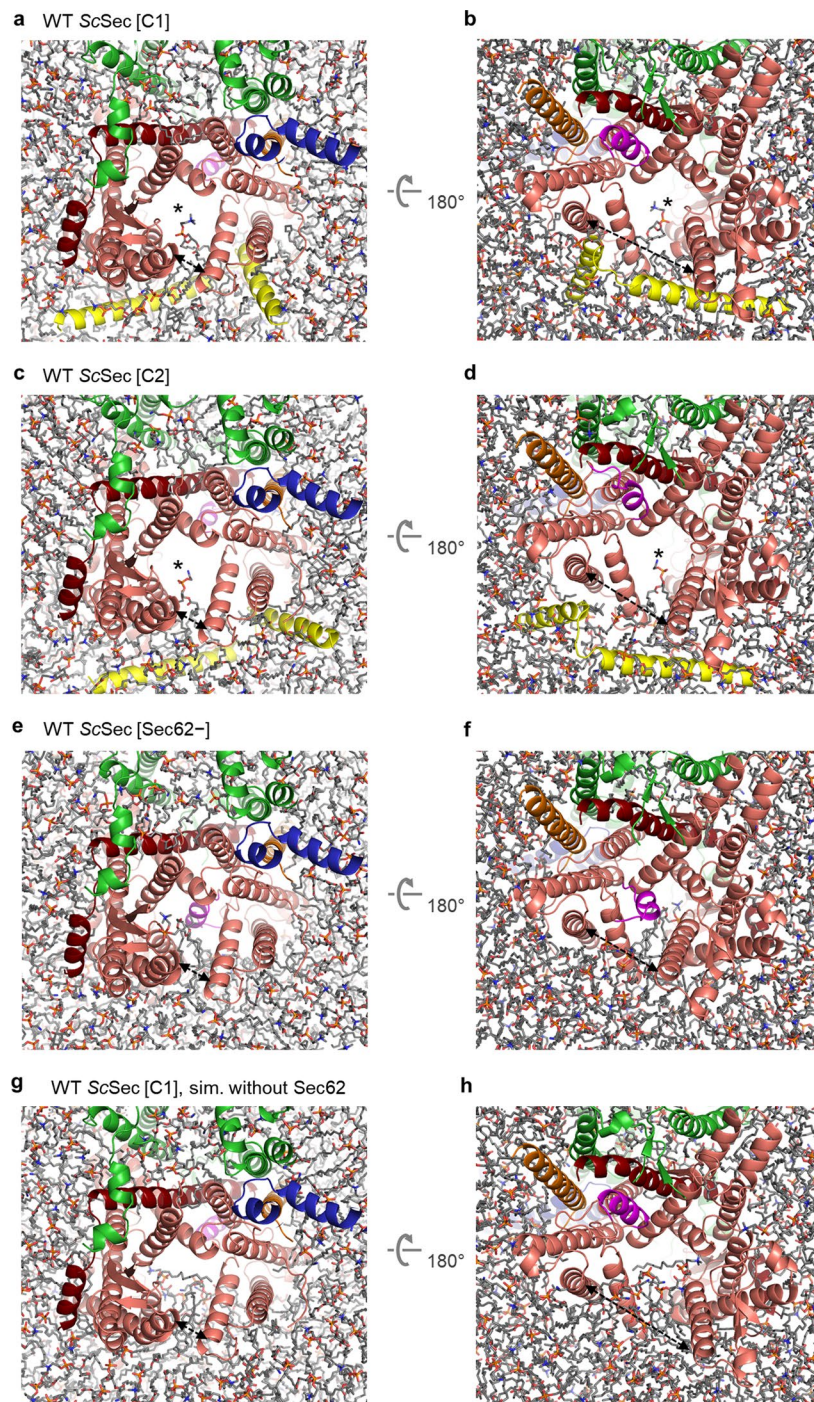 a WT ScSec [C1]
b
*
*
180°
c WT ScSec [C2]
d
*
*
180°
e WT ScSec [Sec62−]
f
180°
g WT ScSec [C1], sim. without Sec62
h
180°